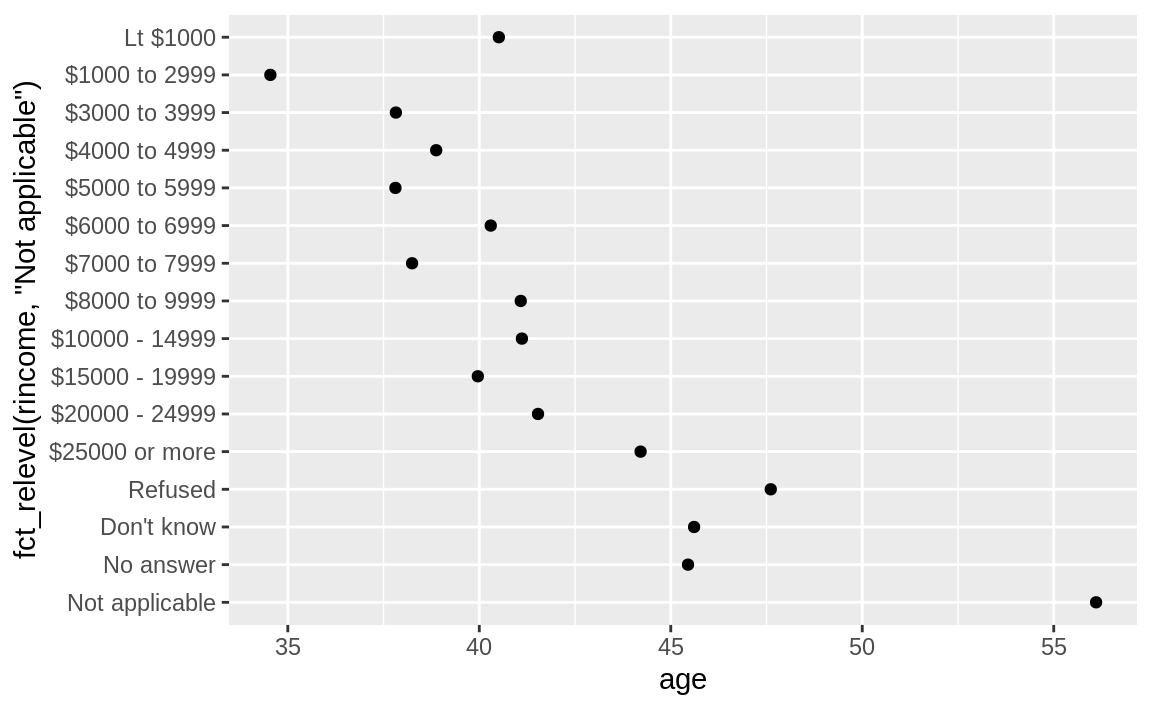 fct_relevel(rincome, "Not applicable")
Lt $1000
$1000 to 2999
$3000 to 3999
$4000 to 4999
$5000 to 5999
$6000 to 6999
$7000 to 7999
$8000 to 9999
$10000 - 14999
$15000 - 19999
$20000 - 24999
$25000 or more
Refused
Don't know
No answer
Not applicable
35 40 45 50 55
age